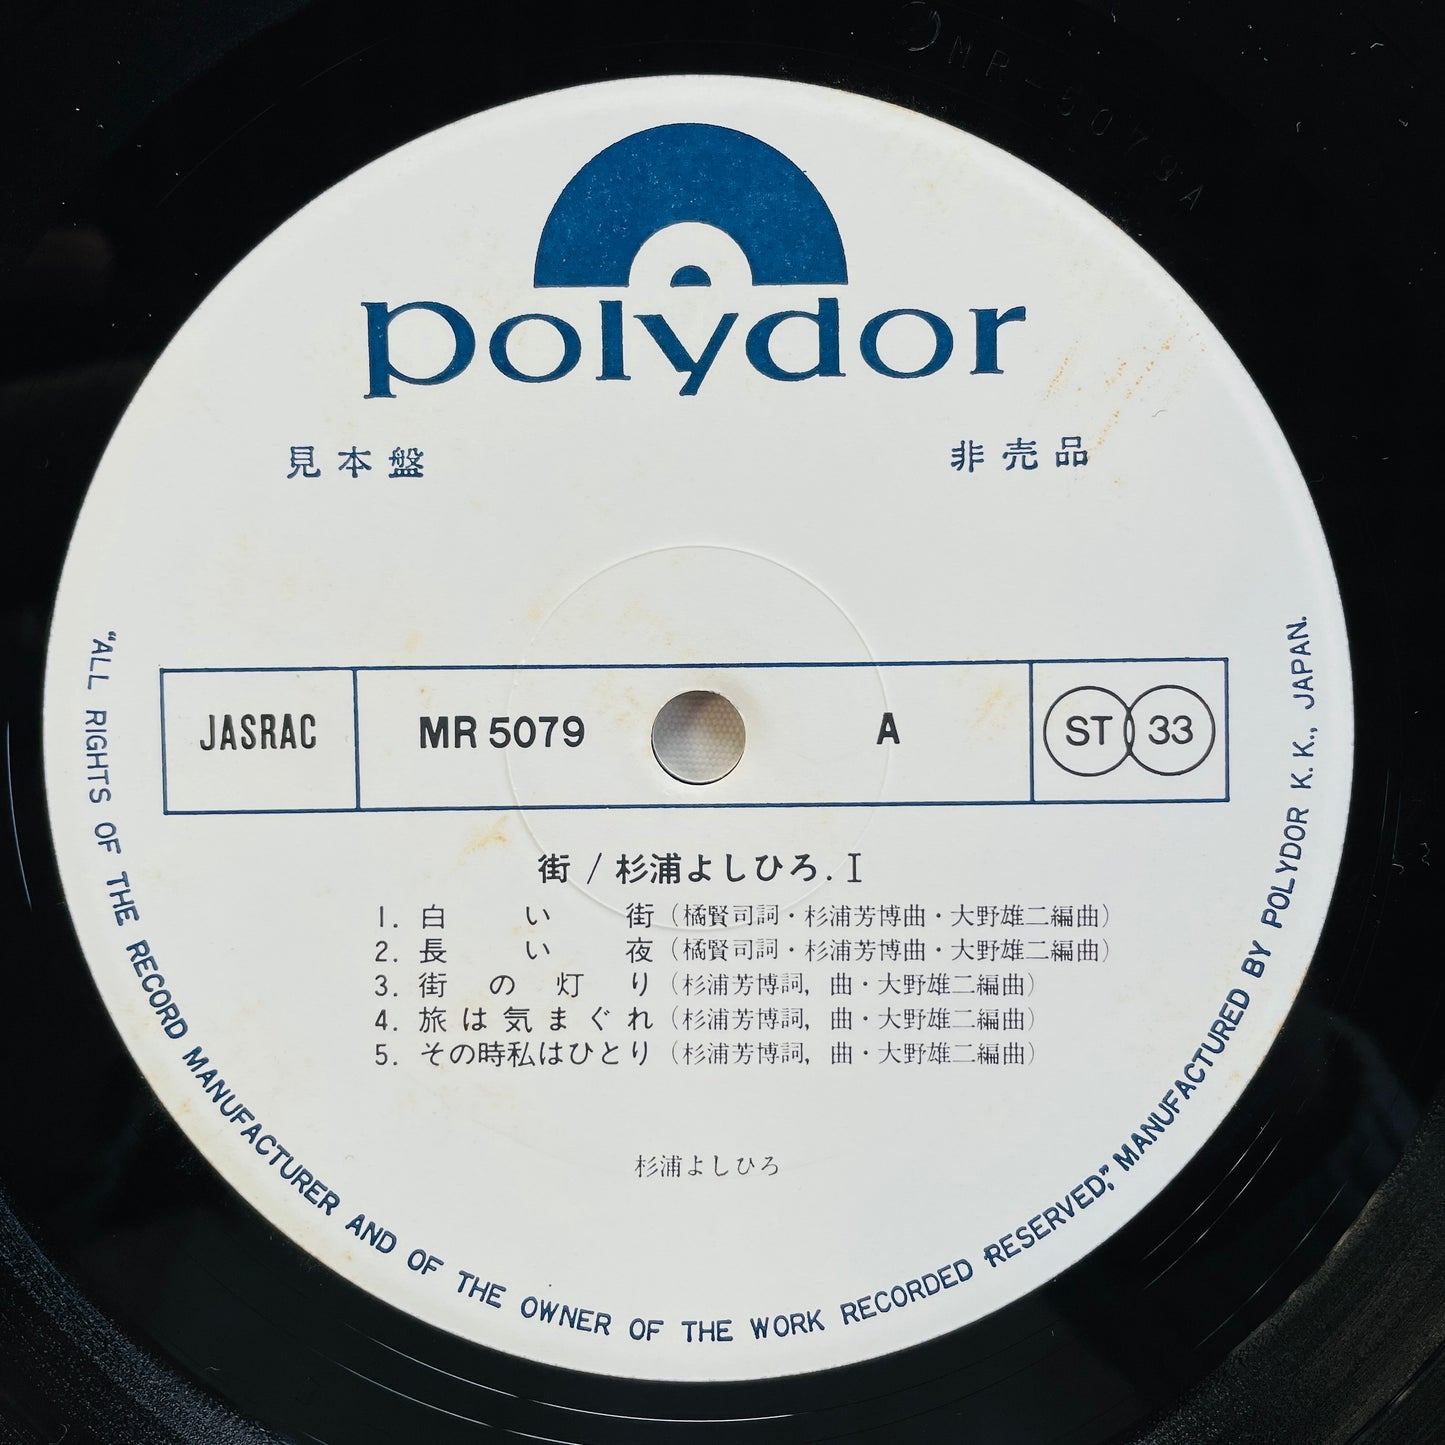 MR-5079A
polydor
見本盤
非売品
JASRAC
MR 5079
A
ST 33
街 / 杉浦よしひろ. I
1. 白い街 (橘賢司詞・杉浦芳博曲・大野雄二編曲)
2. 長い夜 (橘賢司詞・杉浦芳博曲・大野雄二編曲)
3. 街の灯り (杉浦芳博詞, 曲・大野雄二編曲)
4. 旅は気まぐれ (杉浦芳博詞, 曲・大野雄二編曲)
5. その時私はひとり (杉浦芳博詞, 曲・大野雄二編曲)
杉浦よしひろ
"ALL RIGHTS OF THE RECORD MANUFACTURER AND OF THE OWNER OF THE WORK RECORDED RESERVED," MANUFACTURED BY POLYDOR K. K., JAPAN.